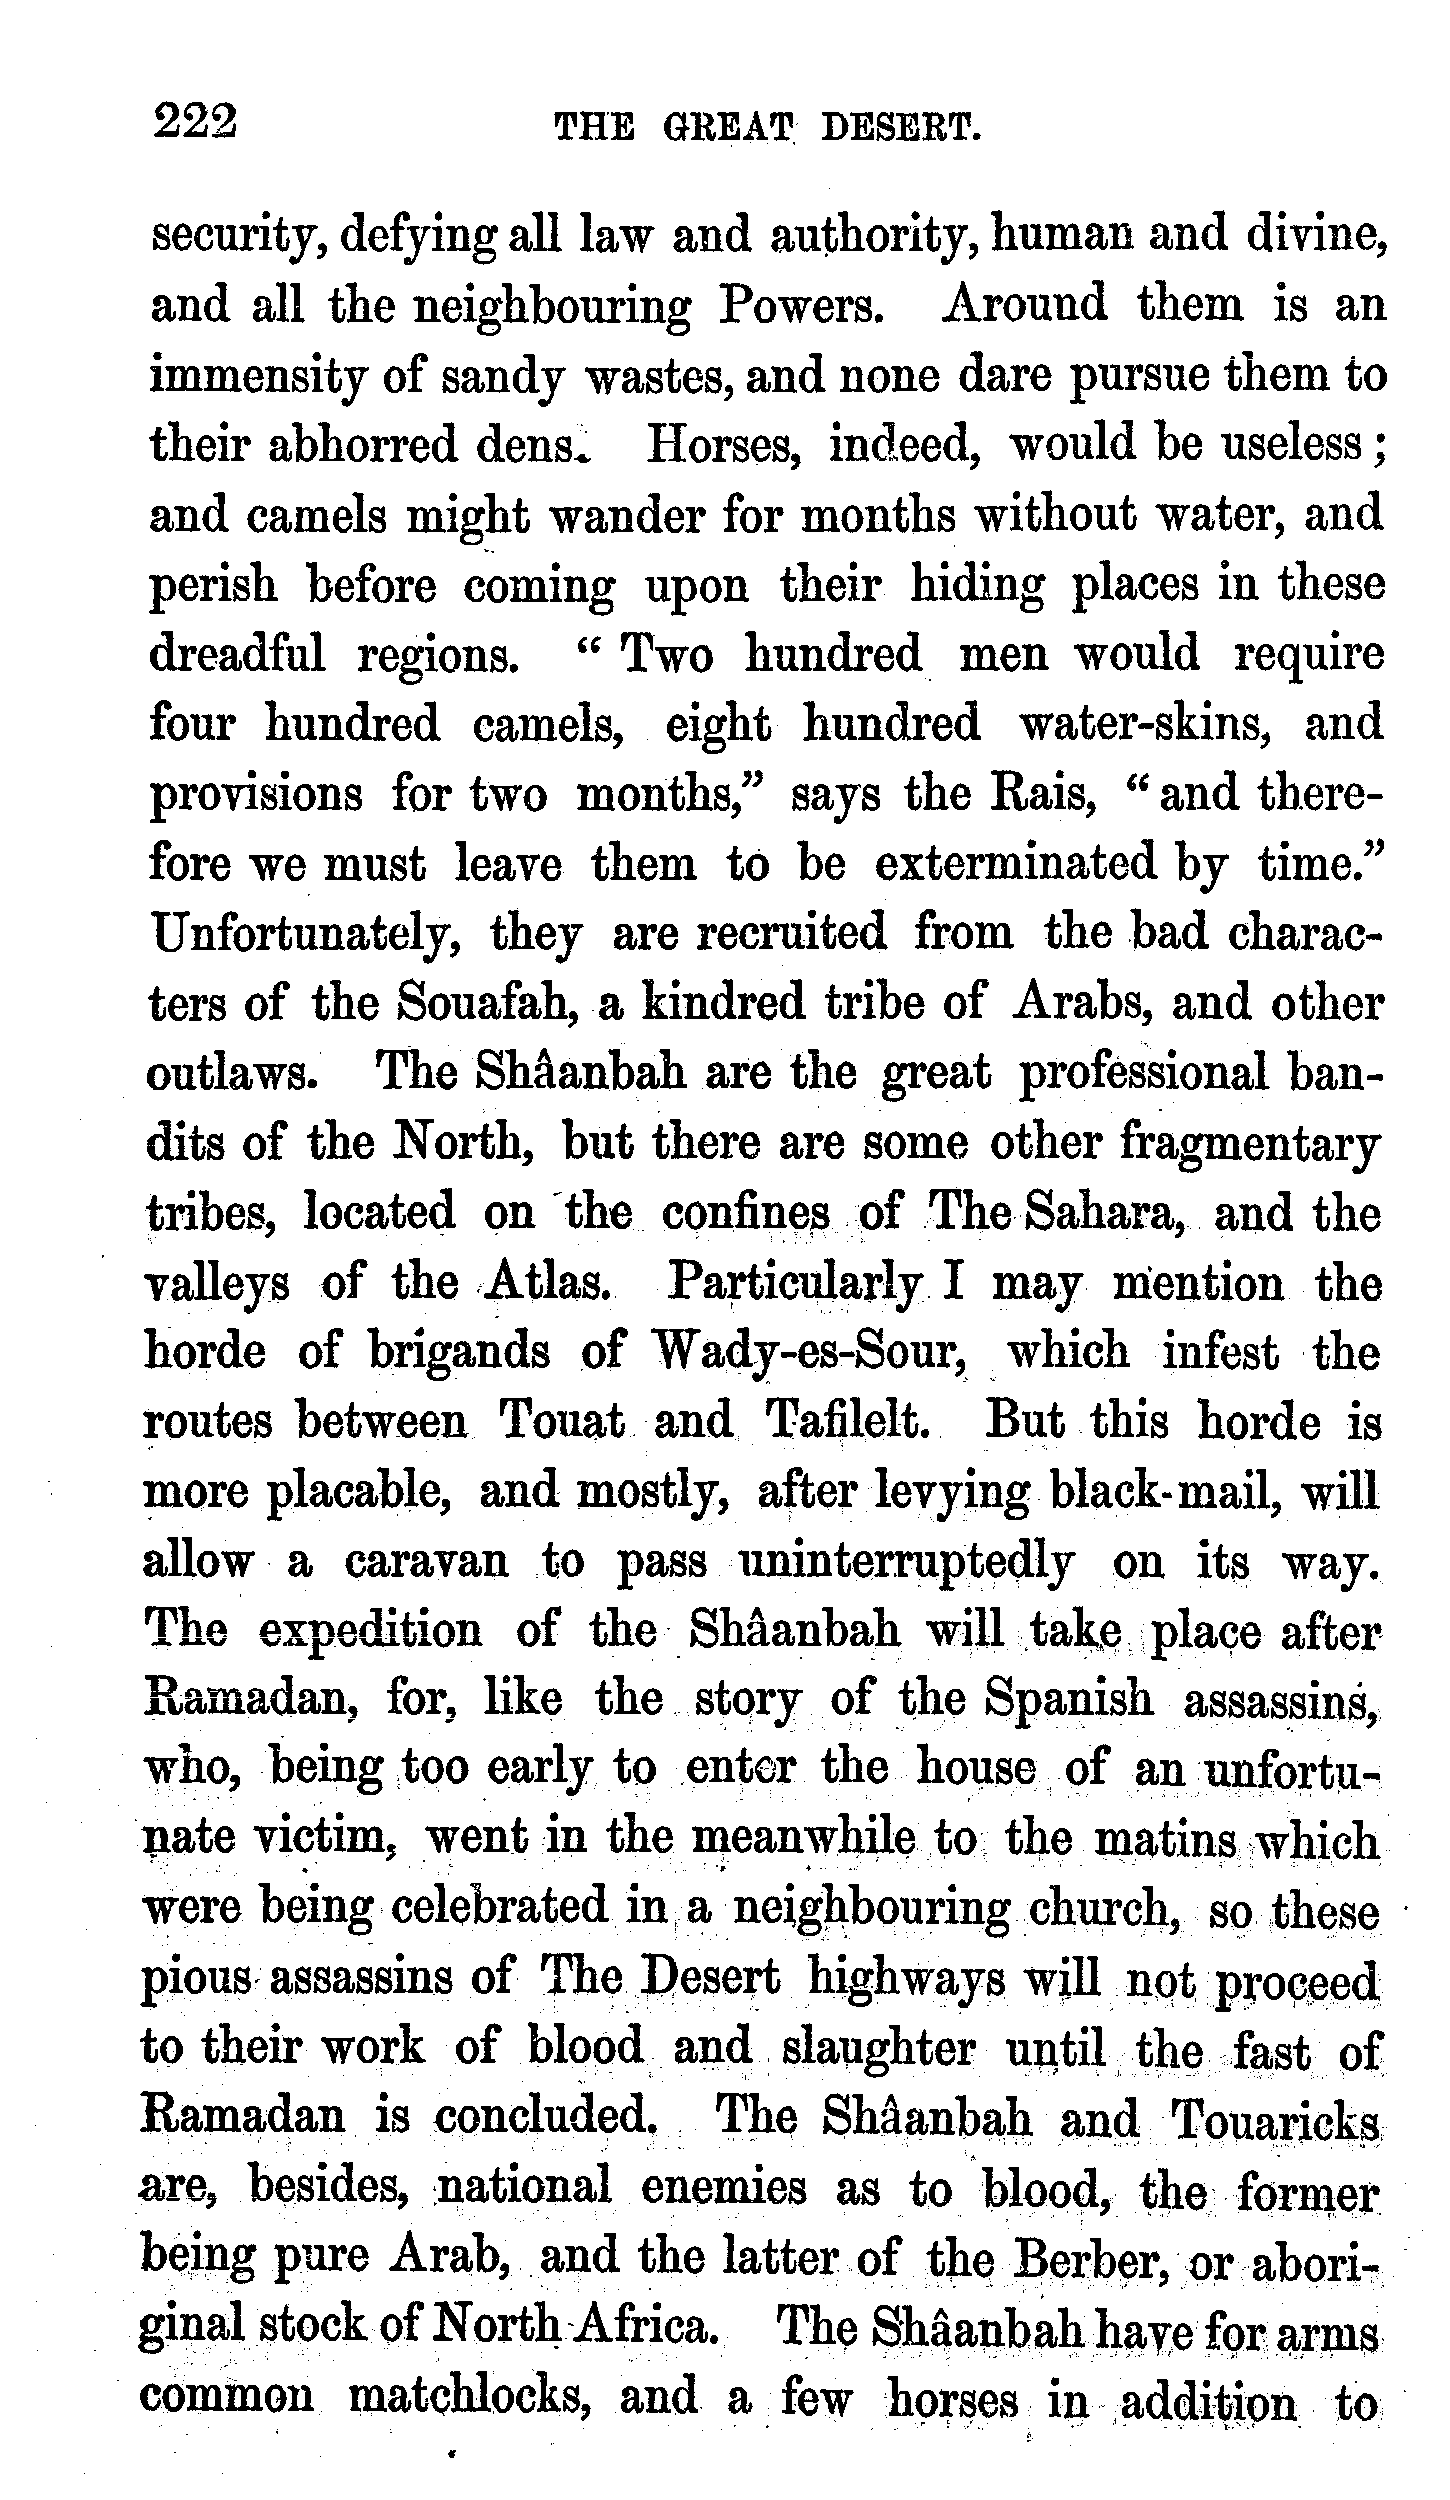 222 THE GREAT DESERT.
security, defying all law and authority, human and divine,
and all the neighbouring Powers. Around them is an
immensity of sandy wastes, and none dare pursue them to
their abhorred dens. Horses, indeed, would be useless;
and camels might wander for months without water, and
perish before coming upon their hiding places in these
dreadful regions. “Two hundred men would require
four hundred camels, eight hundred water-skins, and
provisions for two months,” says the Rais, “and there-
fore we must leave them to be exterminated by time.”
Unfortunately, they are recruited from the bad charac-
ters of the Souafah, a kindred tribe of Arabs, and other
outlaws. The Shâanbah are the great professional ban-
dits of the North, but there are some other fragmentary
tribes, located on the confines of The Sahara, and the
valleys of the Atlas. Particularly I may mention the
horde of brigands of Wady-es-Sour, which infest the
routes between Touat and Tafilelt. But this horde is
more placable, and mostly, after levying black-mail, will
allow a caravan to pass uninterruptedly on its way.
The expedition of the Shâanbah will take place after
Ramadan, for, like the story of the Spanish assassins,
who, being too early to enter the house of an unfortu-
nate victim, went in the meanwhile to the matins which
were being celebrated in a neighbouring church, so these
pious assassins of The Desert highways will not proceed
to their work of blood and slaughter until the fast of
Ramadan is concluded. The Shâanbah and Touaricks
are, besides, national enemies as to blood, the former
being pure Arab, and the latter of the Berber, or abori-
ginal stock of North Africa. The Shâanbah have for arms
common matchlocks, and a few horses in addition to